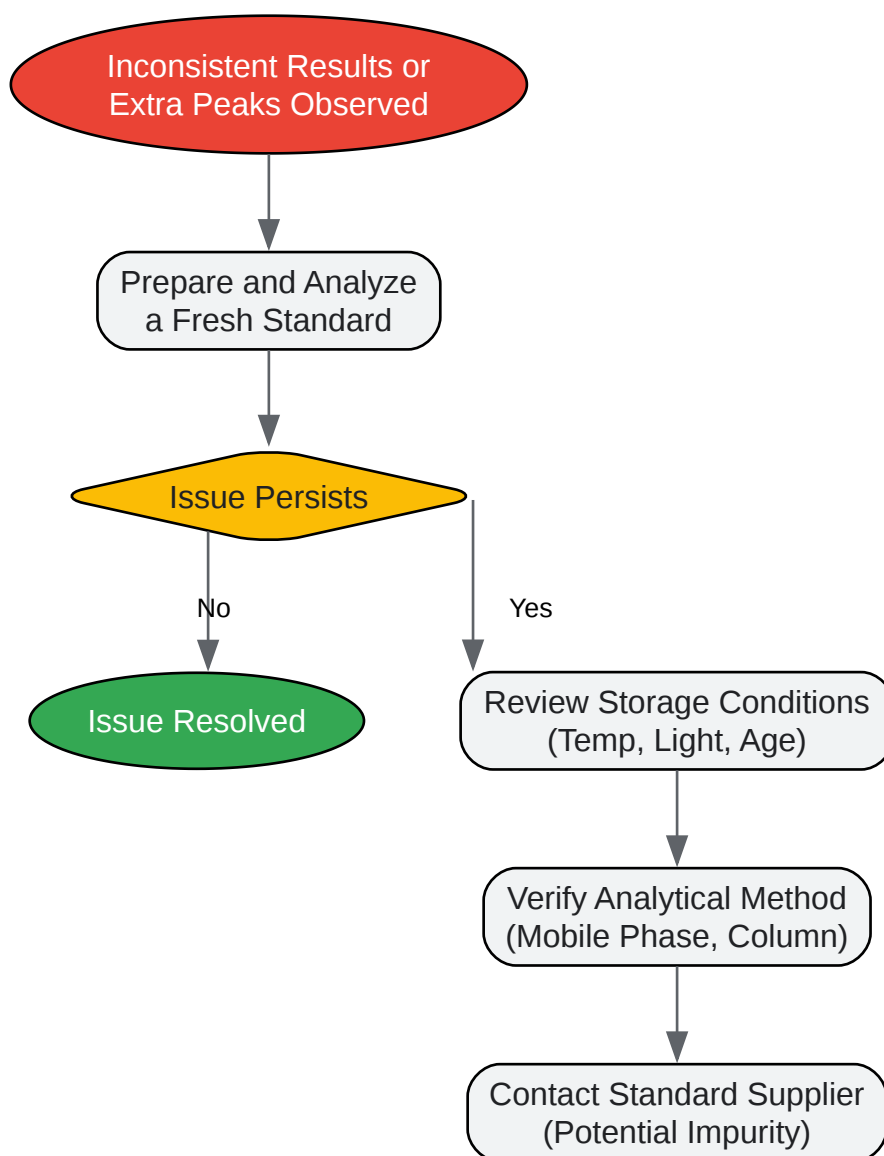 Inconsistent Results or
Extra Peaks Observed
Prepare and Analyze
a Fresh Standard
Issue Persists
No
Yes
Issue Resolved
Review Storage Conditions
(Temp, Light, Age)
Verify Analytical Method
(Mobile Phase, Column)
Contact Standard Supplier
(Potential Impurity)